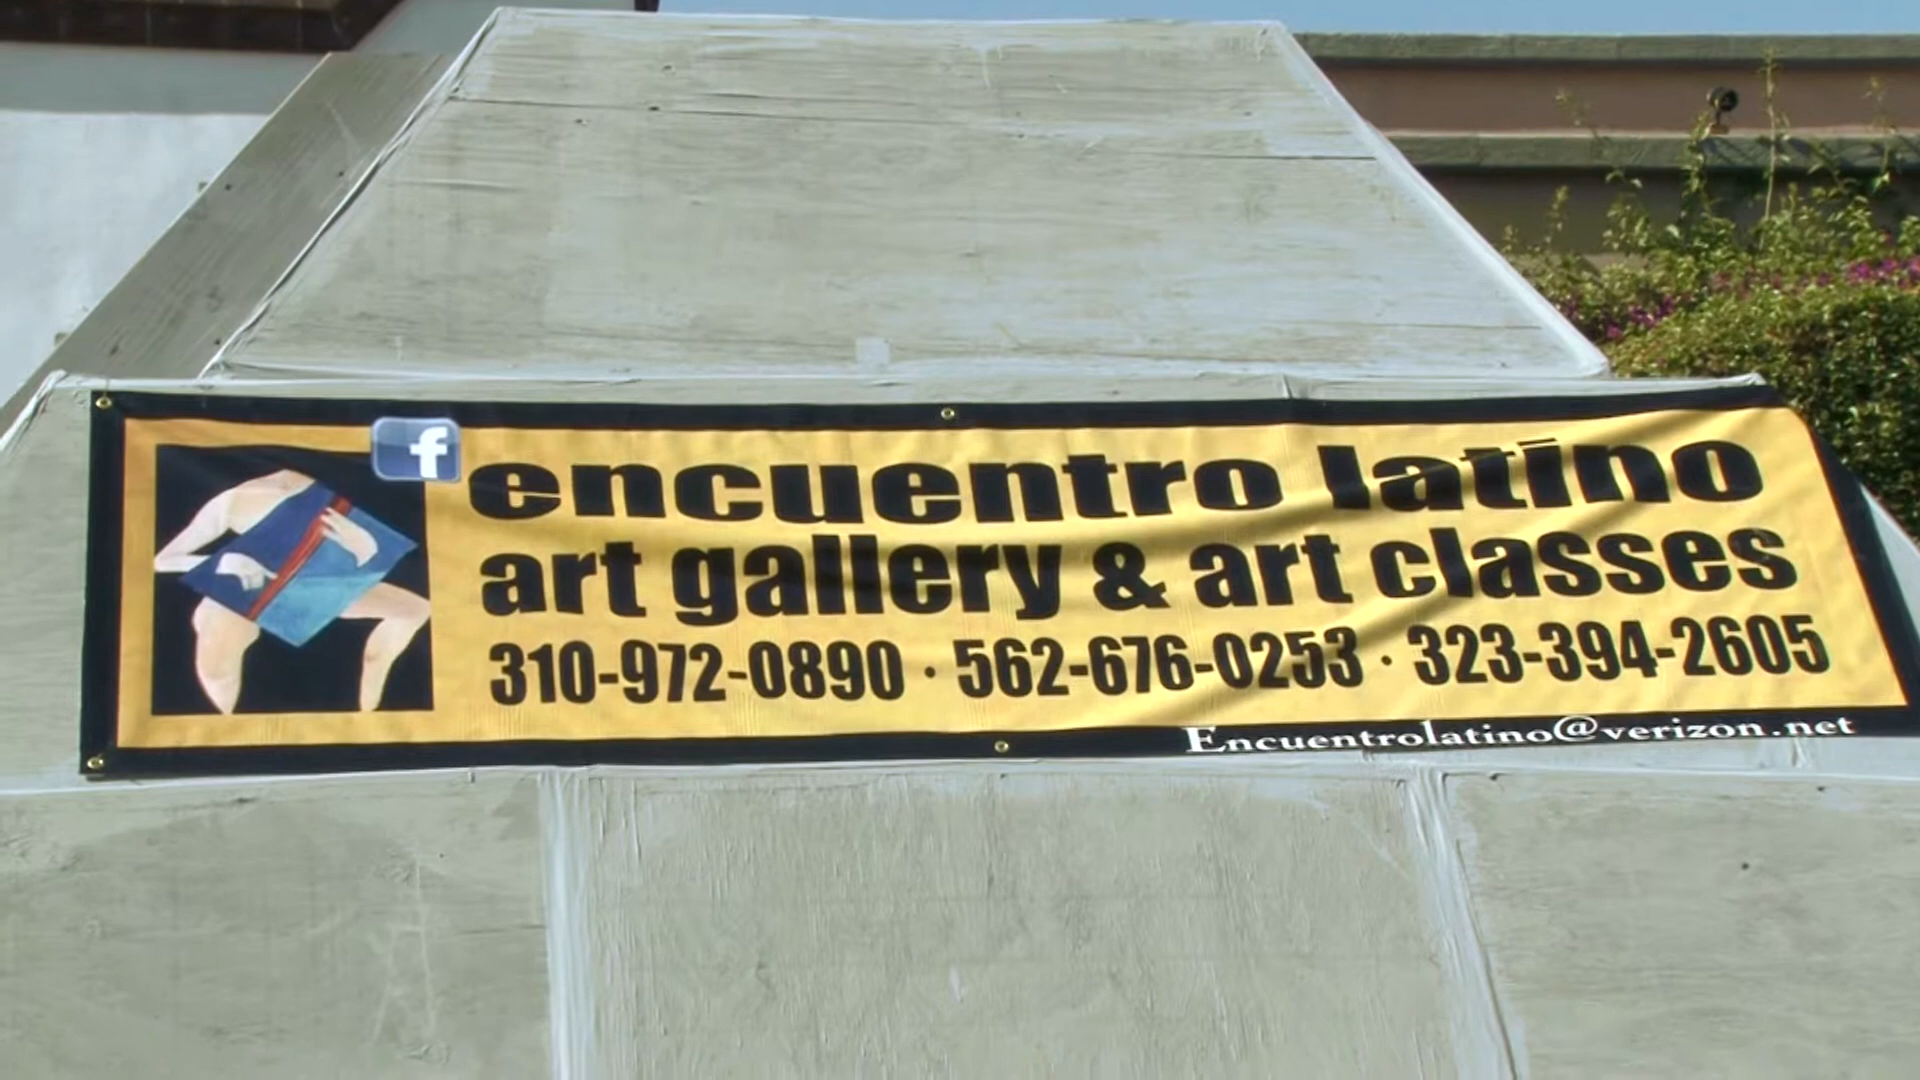 f
encuentro latino
art gallery & art classes
310-972-0890 · 562-676-0253 · 323-394-2605
Encuentrolatino@verizon.net